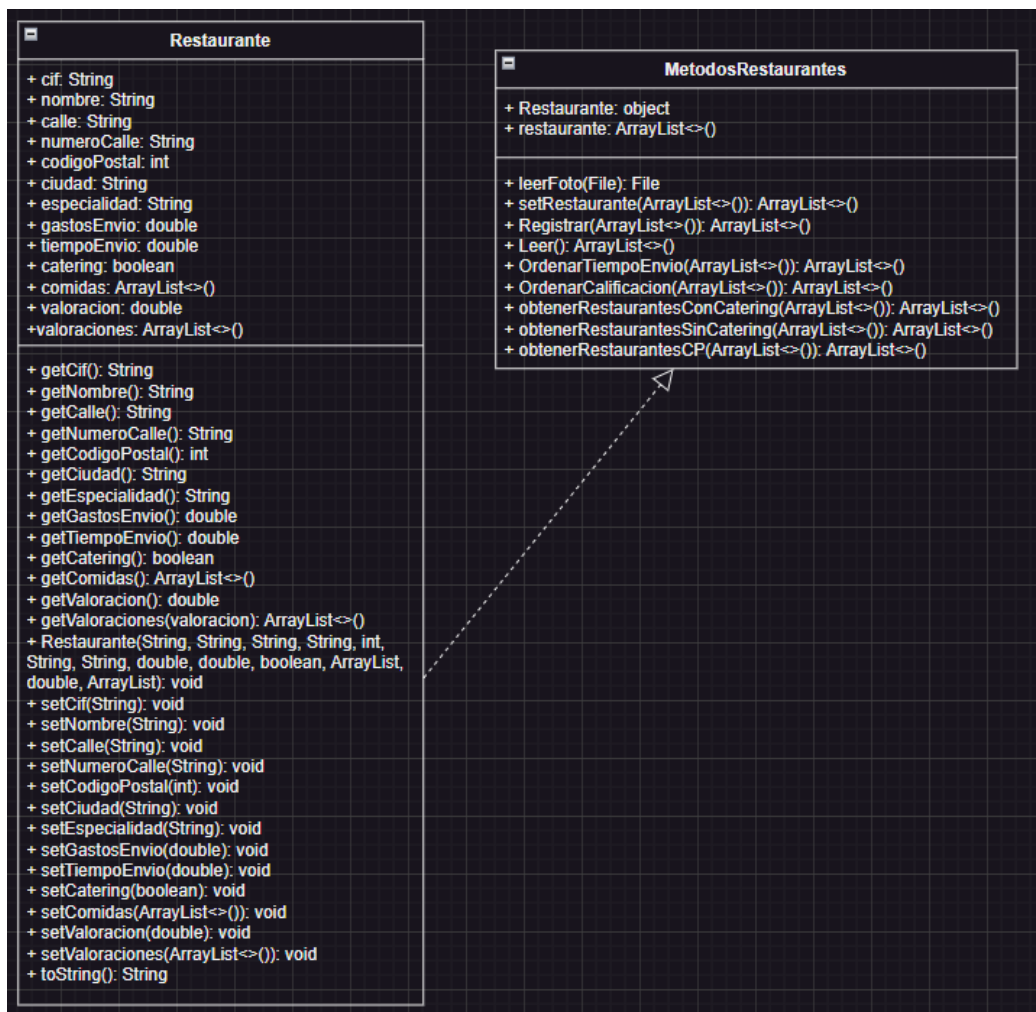 Restaurante
+ cif: String
+ nombre: String
+ calle: String
+ numeroCalle: String
+ codigoPostal: int
+ ciudad: String
+ especialidad: String
+ gastosEnvio: double
+ tiempoEnvio: double
+ catering: boolean
+ comidas: ArrayList<>()
+ valoracion: double
+valoraciones: ArrayList<>()
+ getCif(): String
+ getNombre(): String
+ getCalle(): String
+ getNumeroCalle(): String
+ getCodigoPostal(): int
+ getCiudad(): String
+ getEspecialidad(): String
+ getGastosEnvio(): double
+ getTiempoEnvio(): double
+ getCatering(): boolean
+ getComidas(): ArrayList<>()
+ getValoracion(): double
+ getValoraciones(valoracion): ArrayList<>()
+ Restaurante(String, String, String, String, int,
String, String, double, double, boolean, ArrayList,
double, ArrayList): void
+ setCif(String): void
+ setNombre(String): void
+ setCalle(String): void
+ setNumeroCalle(String): void
+ setCodigoPostal(int): void
+ setCiudad(String): void
+ setEspecialidad(String): void
+ setGastosEnvio(double): void
+ setTiempoEnvio(double): void
+ setCatering(boolean): void
+ setComidas(ArrayList<>()): void
+ setValoracion(double): void
+ setValoraciones(ArrayList<>()): void
+ toString(): String
MetodosRestaurantes
+ Restaurante: object
+ restaurante: ArrayList<>()
+ leerFoto(File): File
+ setRestaurante(ArrayList<>()): ArrayList<>()
+ Registrar(ArrayList<>()): ArrayList<>()
+ Leer(): ArrayList<>()
+ OrdenarTiempoEnvio(ArrayList<>()): ArrayList<>()
+ OrdenarCalificacion(ArrayList<>()): ArrayList<>()
+ obtenerRestaurantesConCatering(ArrayList<>()): ArrayList<>()
+ obtenerRestaurantesSinCatering(ArrayList<>()): ArrayList<>()
+ obtenerRestaurantesCP(ArrayList<>()): ArrayList<>()